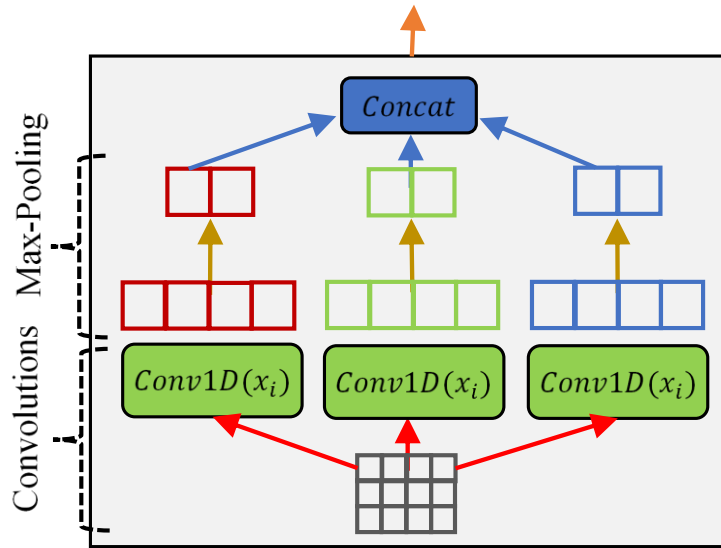 Concat
Max-Pooling
Conv1D(x_i)
Conv1D(x_i)
Conv1D(x_i)
Convolutions